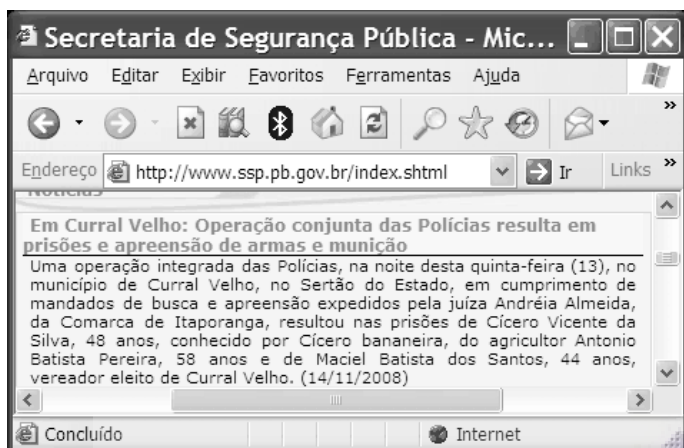 Secretaria de Segurança Pública - Mic...
Arquivo Editar Exibir Favoritos Ferramentas Ajuda
»
Endereço http://www.ssp.pb.gov.br/index.shtml Ir Links »
Notícias
Em Curral Velho: Operação conjunta das Polícias resulta em
prisões e apreensão de armas e munição
Uma operação integrada das Polícias, na noite desta quinta-feira (13), no
município de Curral Velho, no Sertão do Estado, em cumprimento de
mandados de busca e apreensão expedidos pela juíza Andréia Almeida,
da Comarca de Itaporanga, resultou nas prisões de Cícero Vicente da
Silva, 48 anos, conhecido por Cícero bananeira, do agricultor Antonio
Batista Pereira, 58 anos e de Maciel Batista dos Santos, 44 anos,
vereador eleito de Curral Velho. (14/11/2008)
Concluído Internet